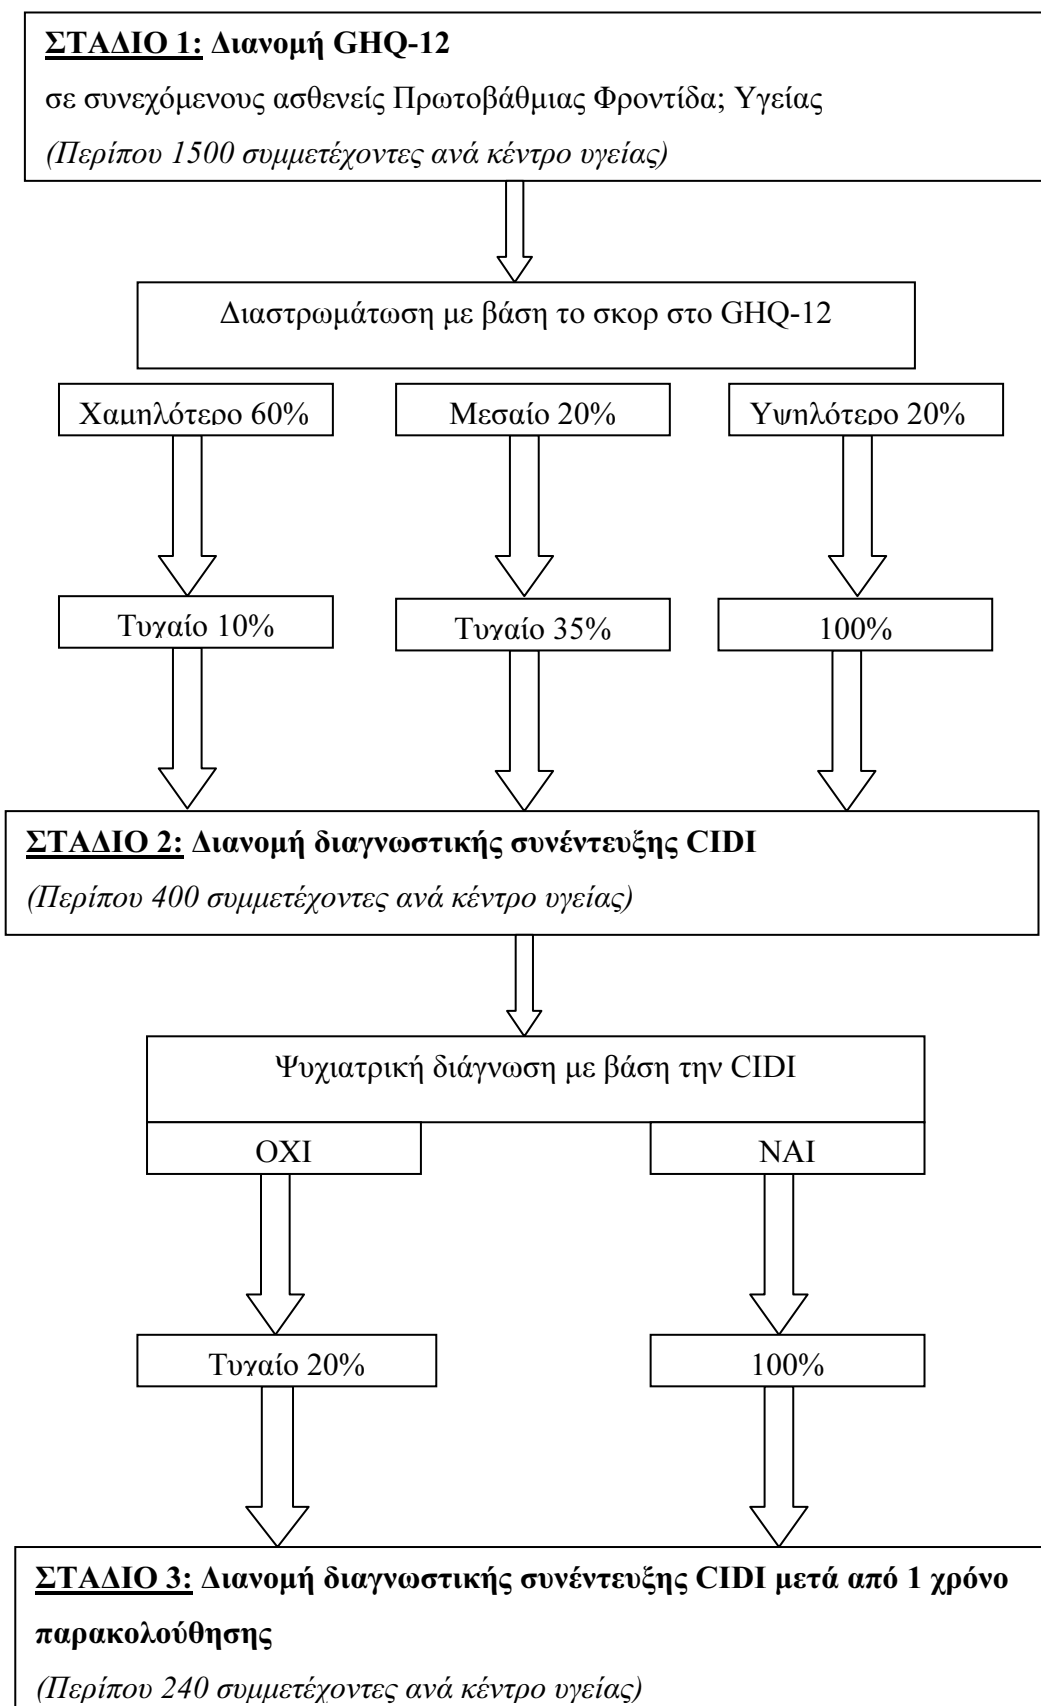 ΣΤΑΔΙΟ 1: Διανομή GHQ-12
σε συνεχόμενους ασθενείς Πρωτοβάθμιας Φροντίδα; Υγείας
(Περίπου 1500 συμμετέχοντες ανά κέντρο υγείας)
Διαστρωμάτωση με βάση το σκορ στο GHQ-12
Χαμηλότερο 60%
Μεσαίο 20%
Υψηλότερο 20%
Τυχαίο 10%
Τυχαίο 35%
100%
ΣΤΑΔΙΟ 2: Διανομή διαγνωστικής συνέντευξης CIDI
(Περίπου 400 συμμετέχοντες ανά κέντρο υγείας)
Ψυχιατρική διάγνωση με βάση την CIDI
ΟΧΙ
ΝΑΙ
Τυχαίο 20%
100%
ΣΤΑΔΙΟ 3: Διανομή διαγνωστικής συνέντευξης CIDI μετά από 1 χρόνο
παρακολούθησης
(Περίπου 240 συμμετέχοντες ανά κέντρο υγείας)